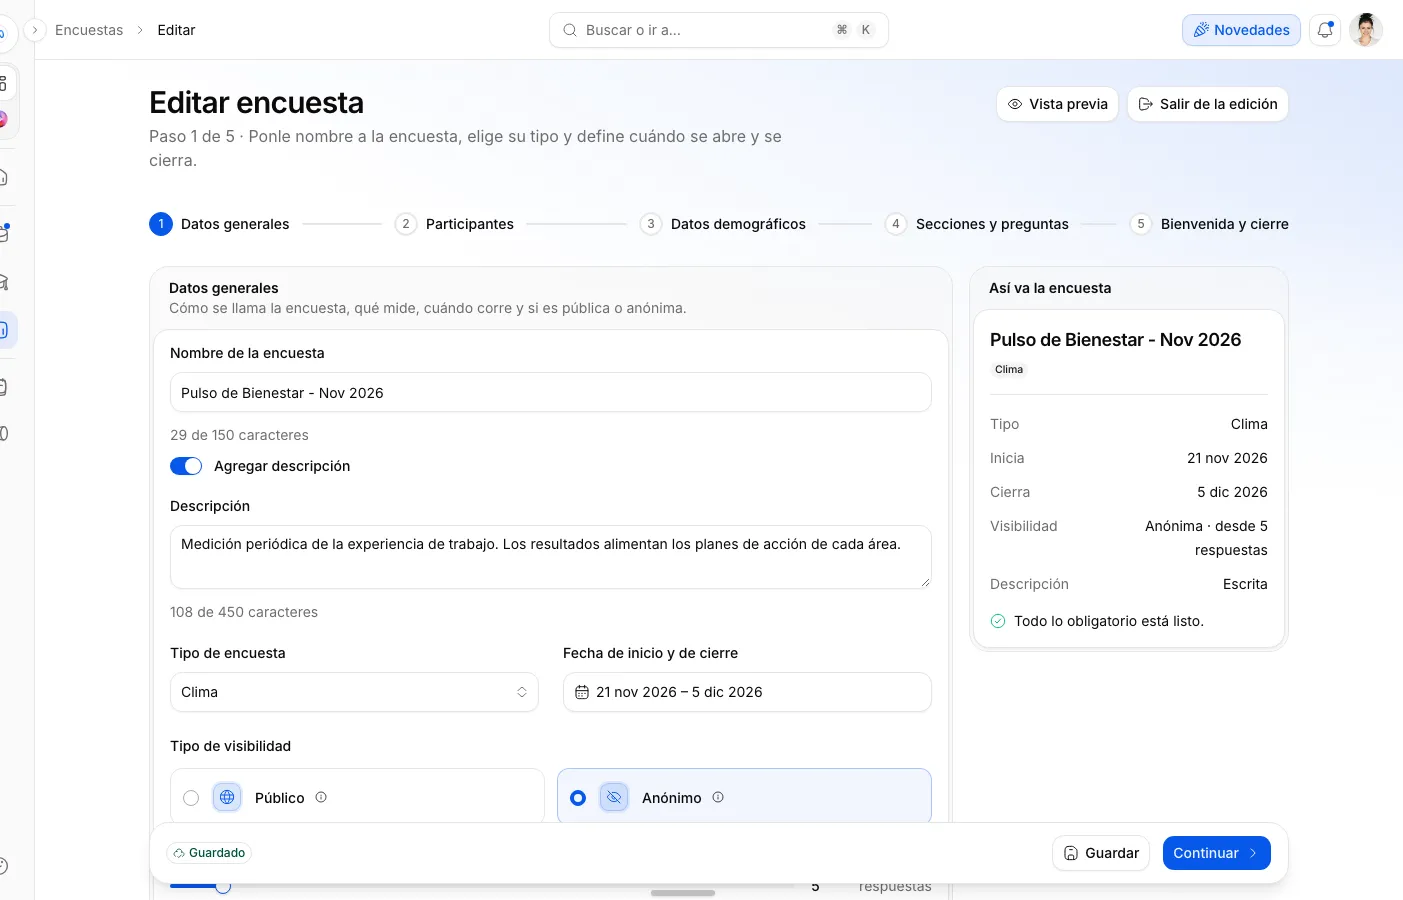 Encuestas
Editar
Buscar o ir a...
⌘ K
Novedades
Editar encuesta
Paso 1 de 5 · Ponle nombre a la encuesta, elige su tipo y define cuándo se abre y se
cierra.
Vista previa
Salir de la edición
1 Datos generales
2 Participantes
3 Datos demográficos
4 Secciones y preguntas
5 Bienvenida y cierre
Datos generales
Cómo se llama la encuesta, qué mide, cuándo corre y si es pública o anónima.
Nombre de la encuesta
Pulso de Bienestar - Nov 2026
29 de 150 caracteres
Agregar descripción
Descripción
Medición periódica de la experiencia de trabajo. Los resultados alimentan los planes de acción de cada área.
108 de 450 caracteres
Tipo de encuesta
Clima
Fecha de inicio y de cierre
21 nov 2026 – 5 dic 2026
Tipo de visibilidad
Público
Anónimo
5 respuestas
Así va la encuesta
Pulso de Bienestar - Nov 2026
Clima
Tipo Clima
Inicia 21 nov 2026
Cierra 5 dic 2026
Visibilidad Anónima · desde 5
respuestas
Descripción Escrita
Todo lo obligatorio está listo.
Guardado
Guardar
Continuar